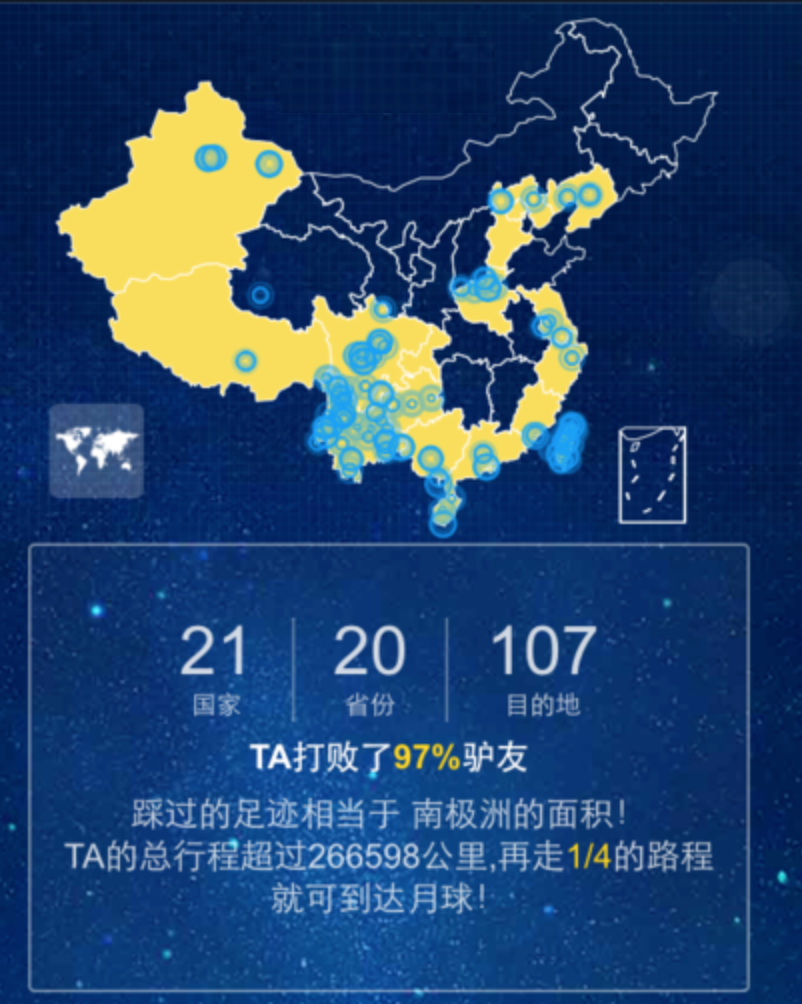 21 20 107
国家 省份 目的地
TA打败了97%驴友
踩过的足迹相当于 南极洲的面积！
TA的总行程超过266598公里,再走1/4的路程
就可到达月球！